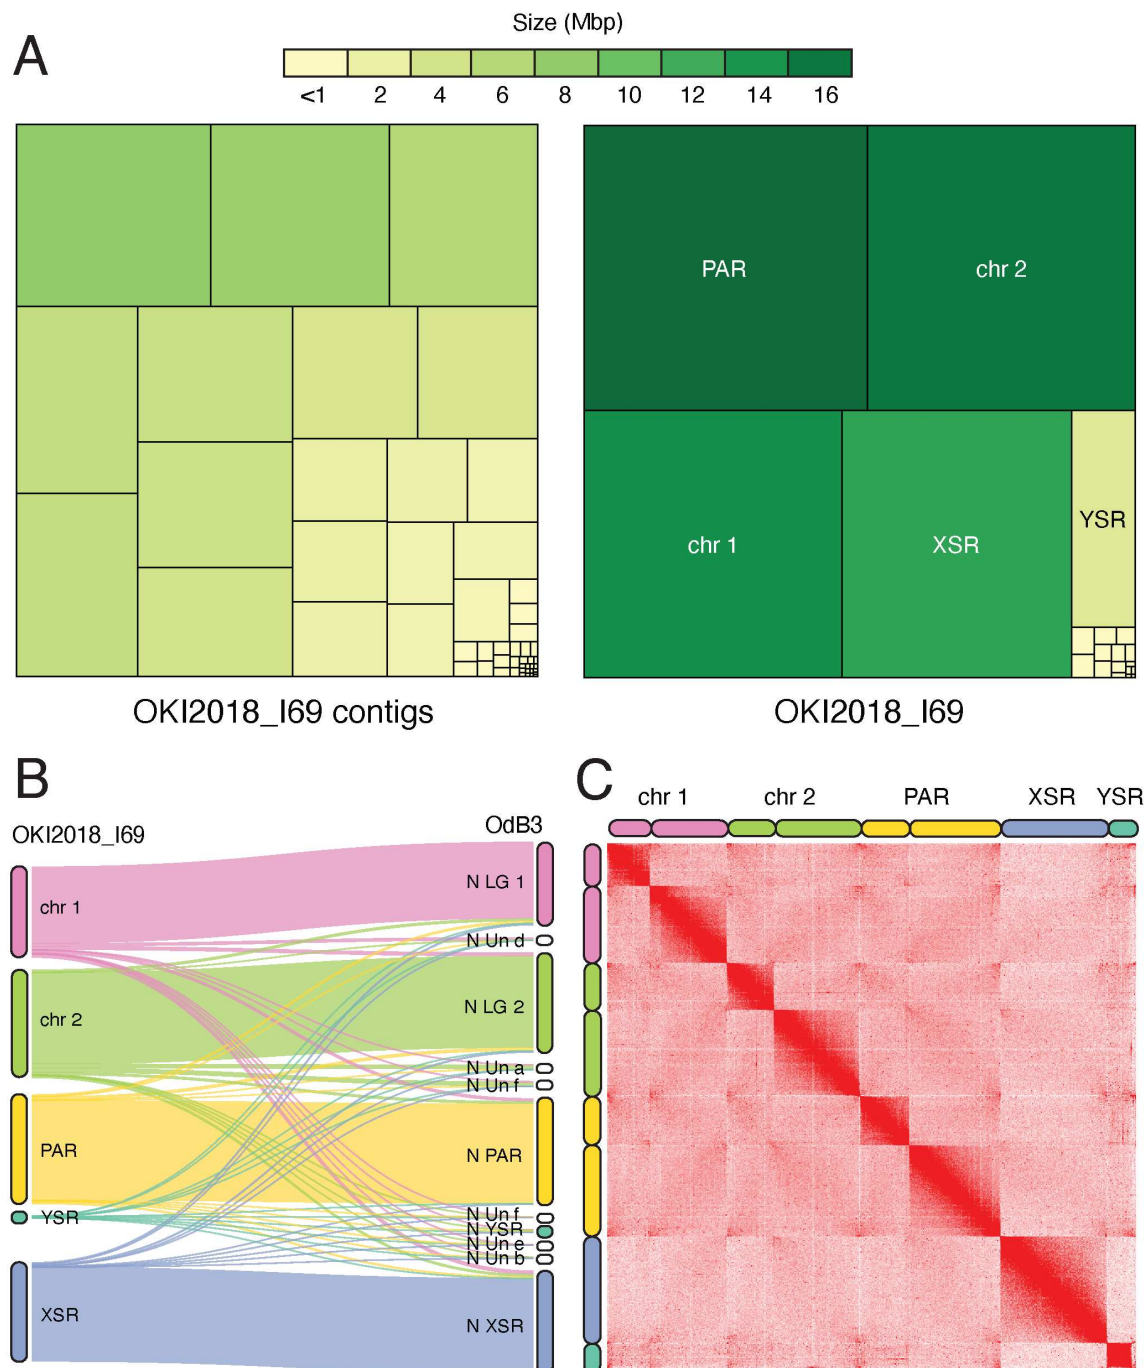 A
Size (Mbp)
<1 2 4 6 8 10 12 14 16
PAR
chr 2
chr 1
XSR
YSR
OKI2018_I69 contigs
OKI2018_I69
B
OKI2018_I69
OdB3
chr 1
chr 2
PAR
YSR
XSR
N LG 1
N Un d
N LG 2
N Un a
N Un f
N PAR
N Un f
N YSR
N Un e
N Un b
N XSR
C
chr 1 chr 2 PAR XSR YSR